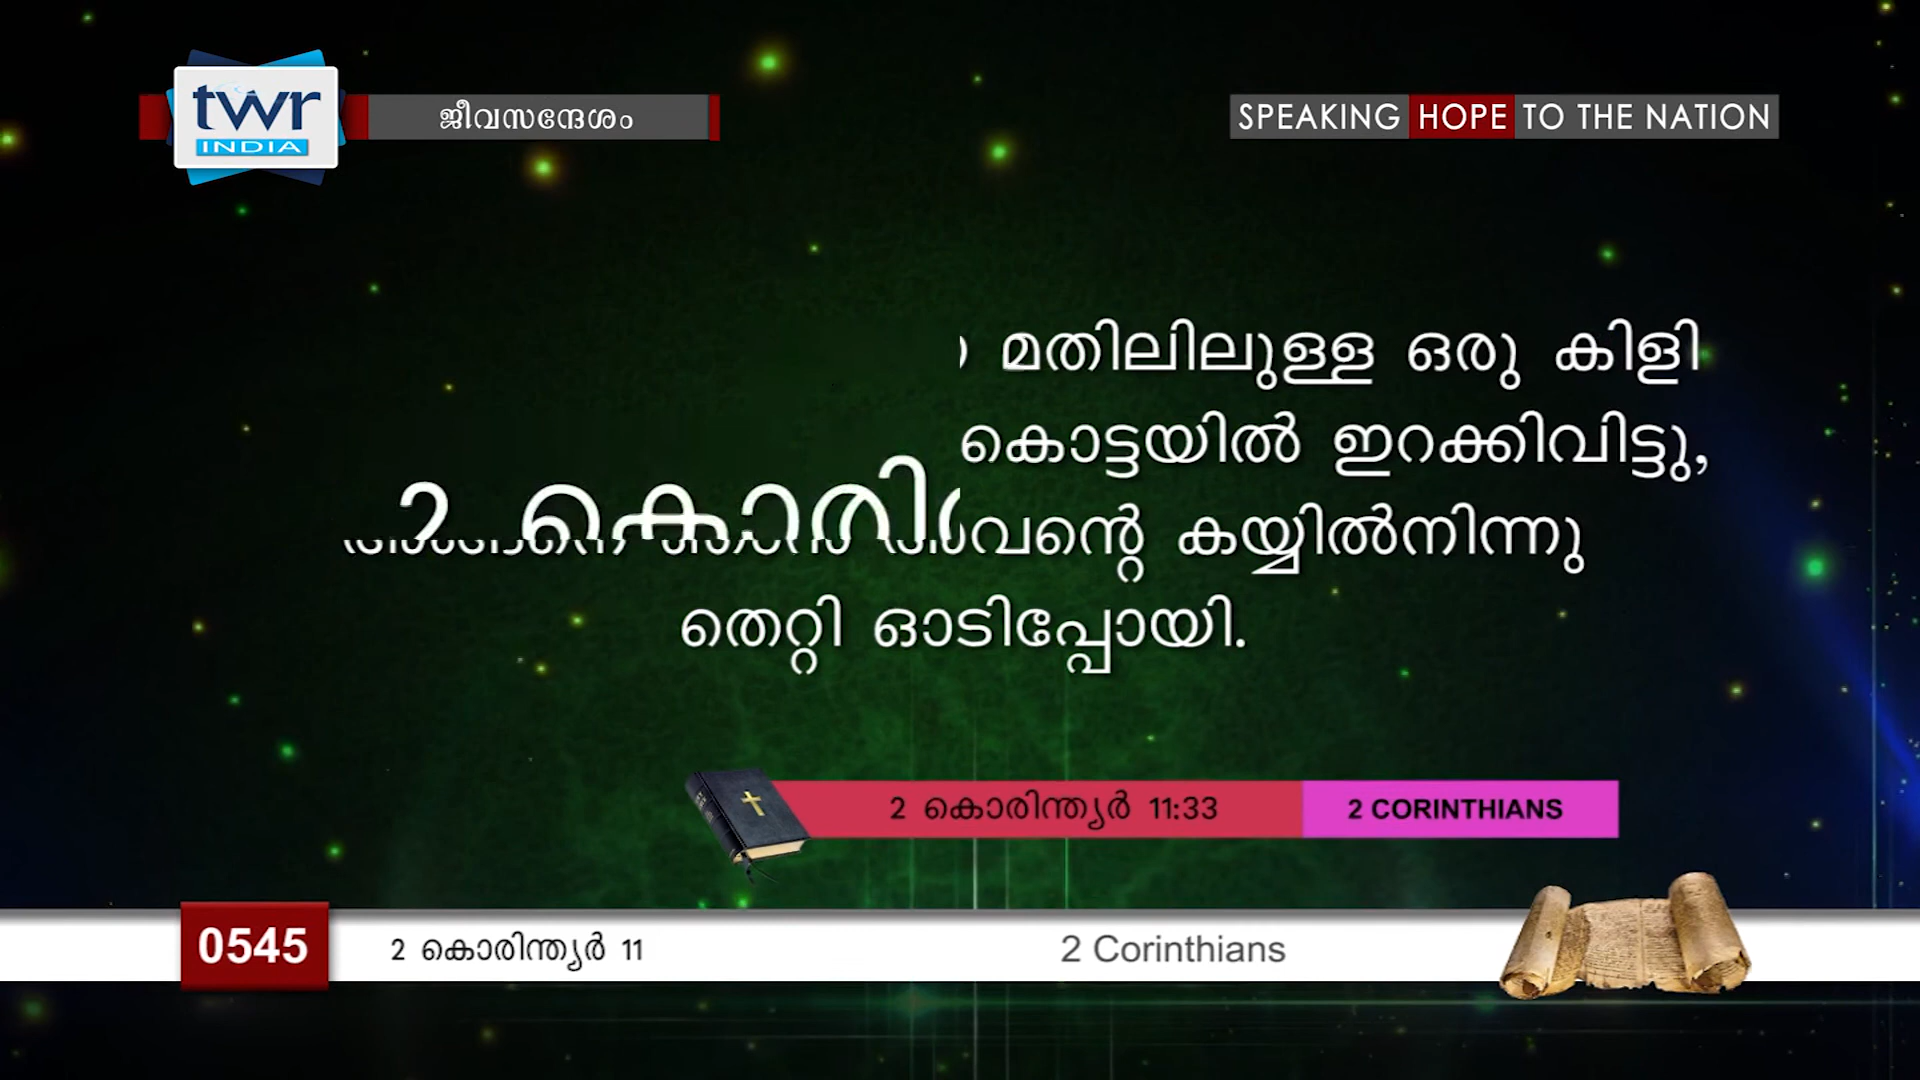 twr
INDIA
ജീവസന്ദേശം
SPEAKING HOPE TO THE NATION
മതിലിലുള്ള ഒരു കിളി
കൊട്ടയിൽ ഇറക്കിവിട്ടു,
2 കയ്യിൽനിന്നു
തെറ്റി ഓടിപ്പോയി.
2 കൊരിന്ത്യർ 11:33
2 CORINTHIANS
0545
2 കൊരിന്ത്യർ 11
2 Corinthians